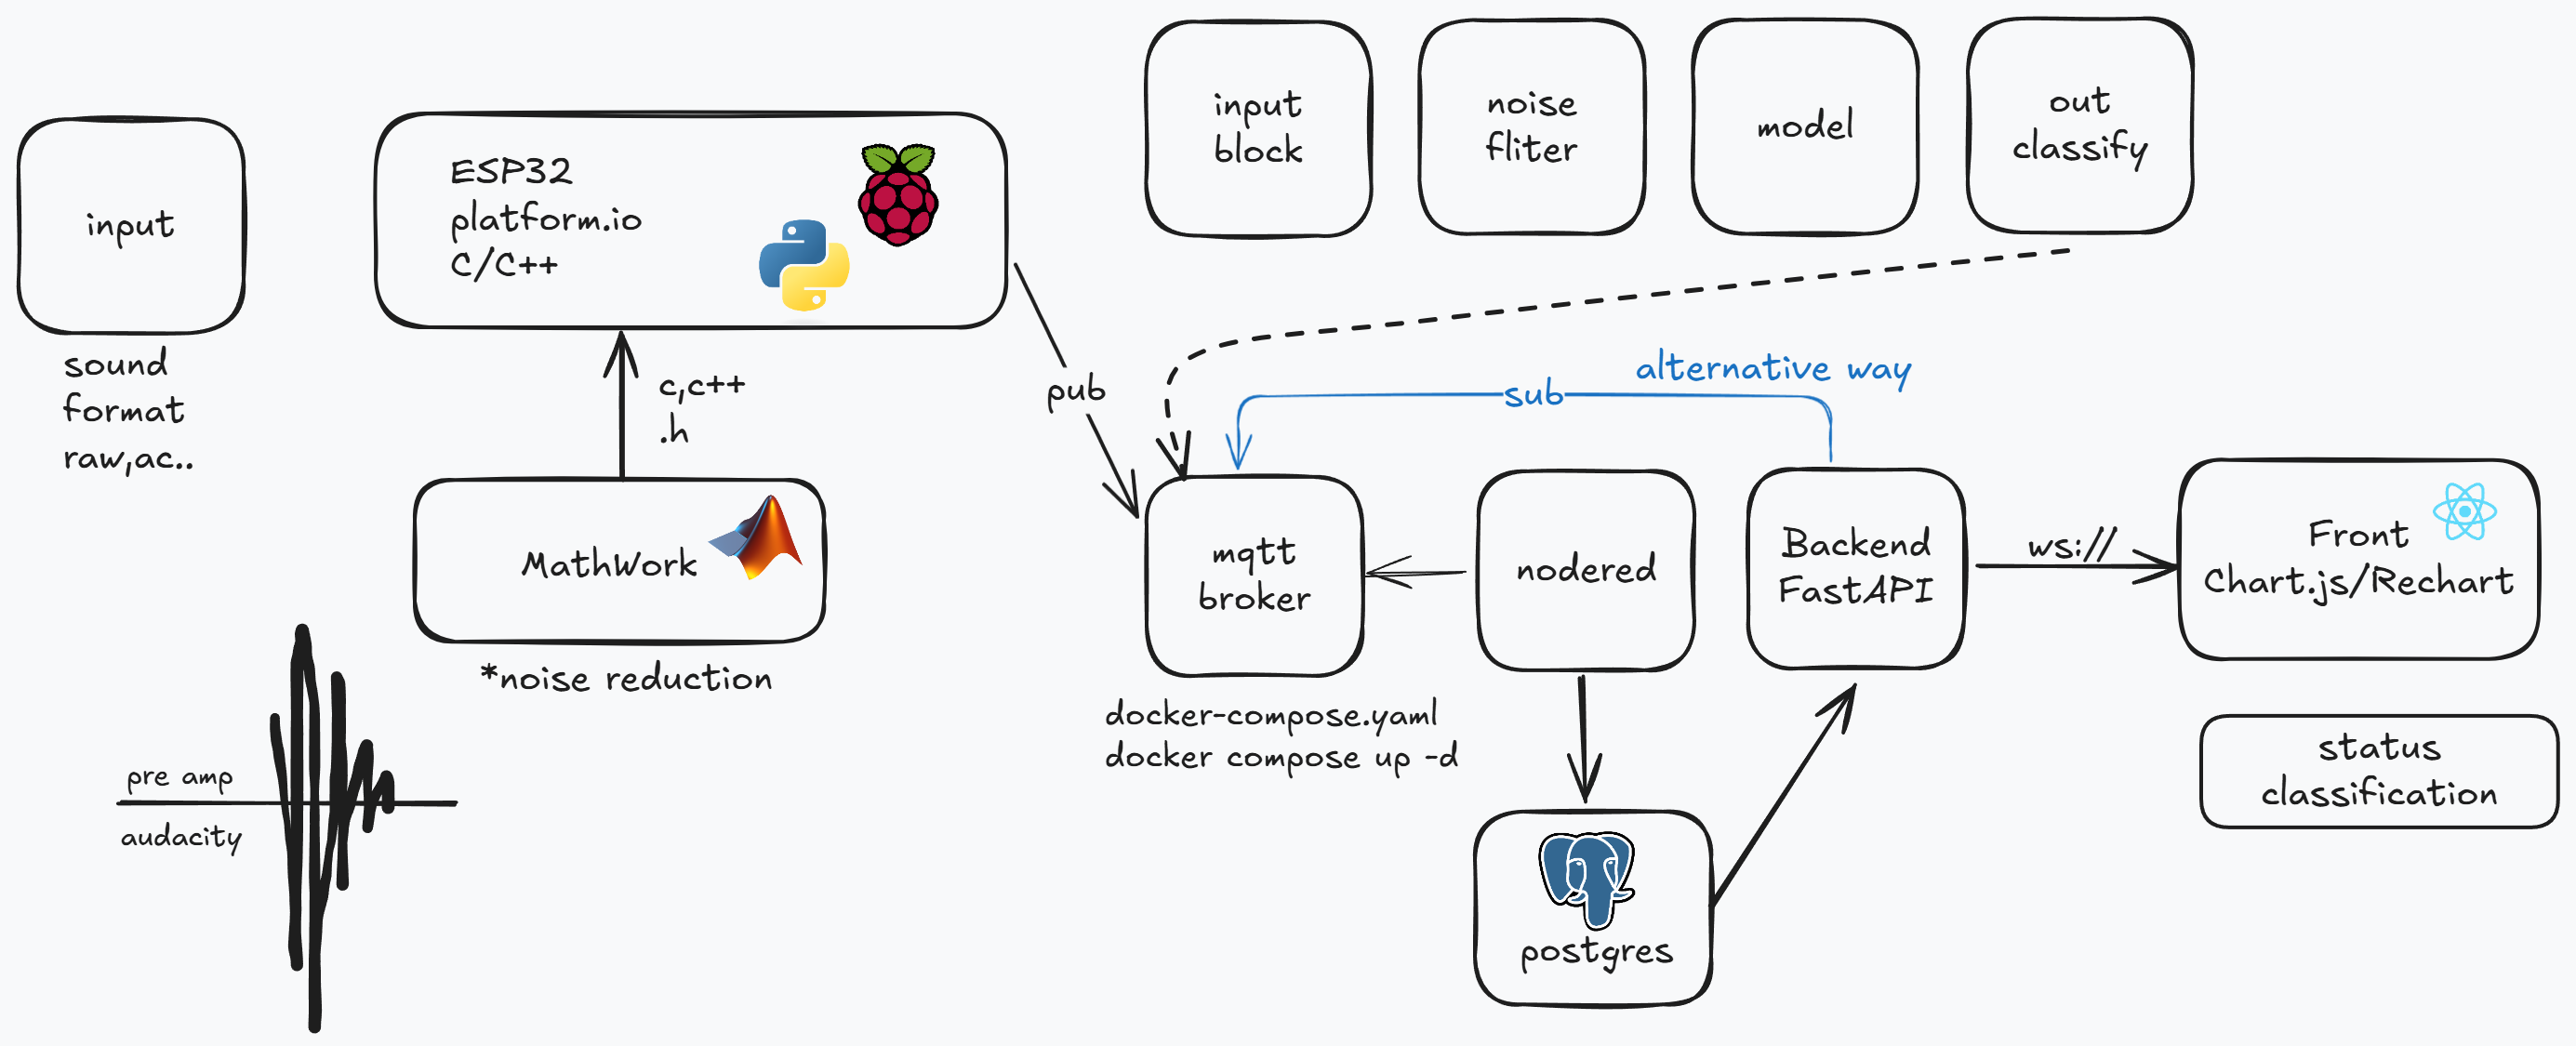 input
block
noise
fliter
model
out
classify
input
sound
format
raw,ac..
ESP32
platform.io
C/C++
c,c++
.h
MathWork
*noise reduction
pre amp
audacity
pub
alternative way
sub
mqtt
broker
docker-compose.yaml
docker compose up -d
nodered
Backend
FastAPI
ws://
Front
Chart.js/Rechart
status
classification
postgres